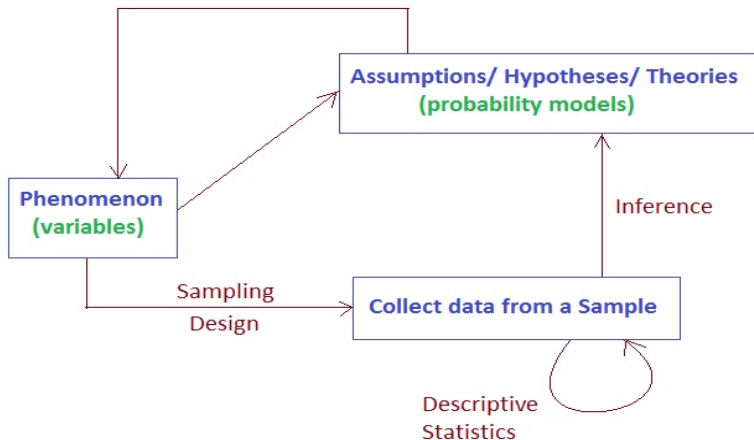 Assumptions/ Hypotheses/ Theories
(probability models)
Phenomenon
(variables)
Inference
Sampling
Design
Collect data from a Sample
Descriptive
Statistics